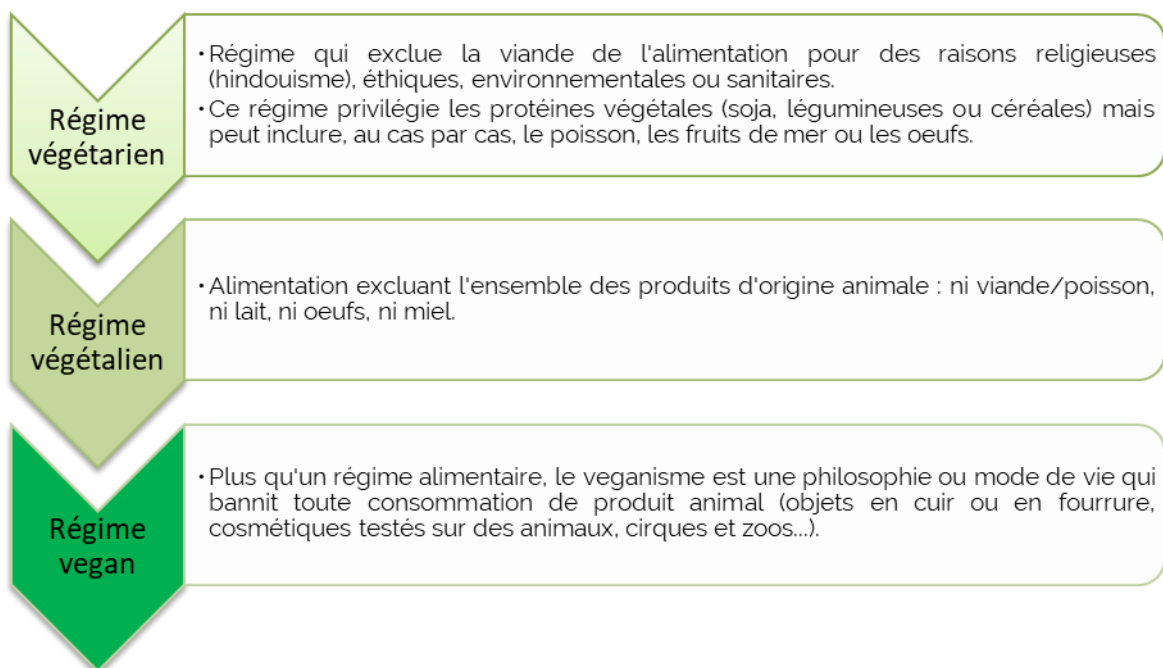 Régime
végétarien
• Régime qui exclue la viande de l'alimentation pour des raisons religieuses
(hindouisme), éthiques, environnementales ou sanitaires.
• Ce régime privilégie les protéines végétales (soja, légumineuses ou céréales) mais
peut inclure, au cas par cas, le poisson, les fruits de mer ou les oeufs.
Régime
végétalien
• Alimentation excluant l'ensemble des produits d'origine animale : ni viande/poisson,
ni lait, ni oeufs, ni miel.
Régime
vegan
• Plus qu'un régime alimentaire, le veganisme est une philosophie ou mode de vie qui
bannit toute consommation de produit animal (objets en cuir ou en fourrure,
cosmétiques testés sur des animaux, cirques et zoos...).